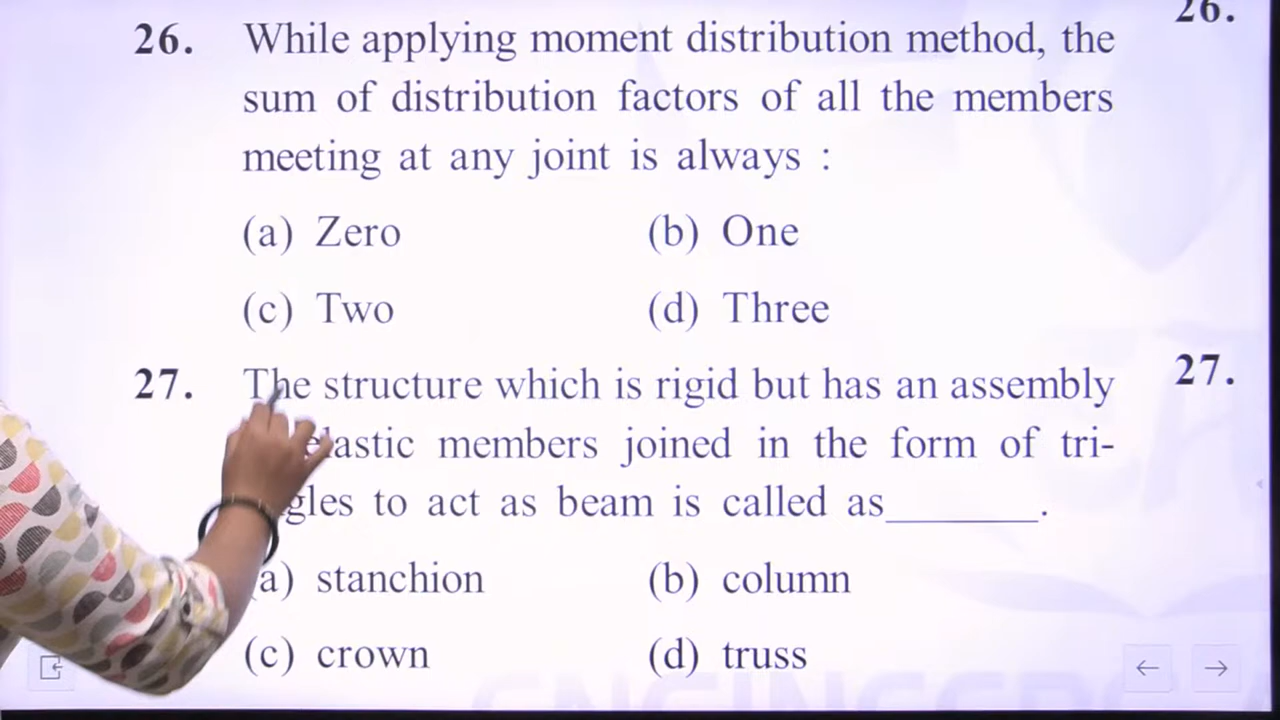 26.
26. While applying moment distribution method, the
sum of distribution factors of all the members
meeting at any joint is always :
(a) Zero (b) One
(c) Two (d) Three
27. The structure which is rigid but has an assembly
elastic members joined in the form of tri-
gles to act as beam is called as_______.
a) stanchion (b) column
(c) crown (d) truss
27.